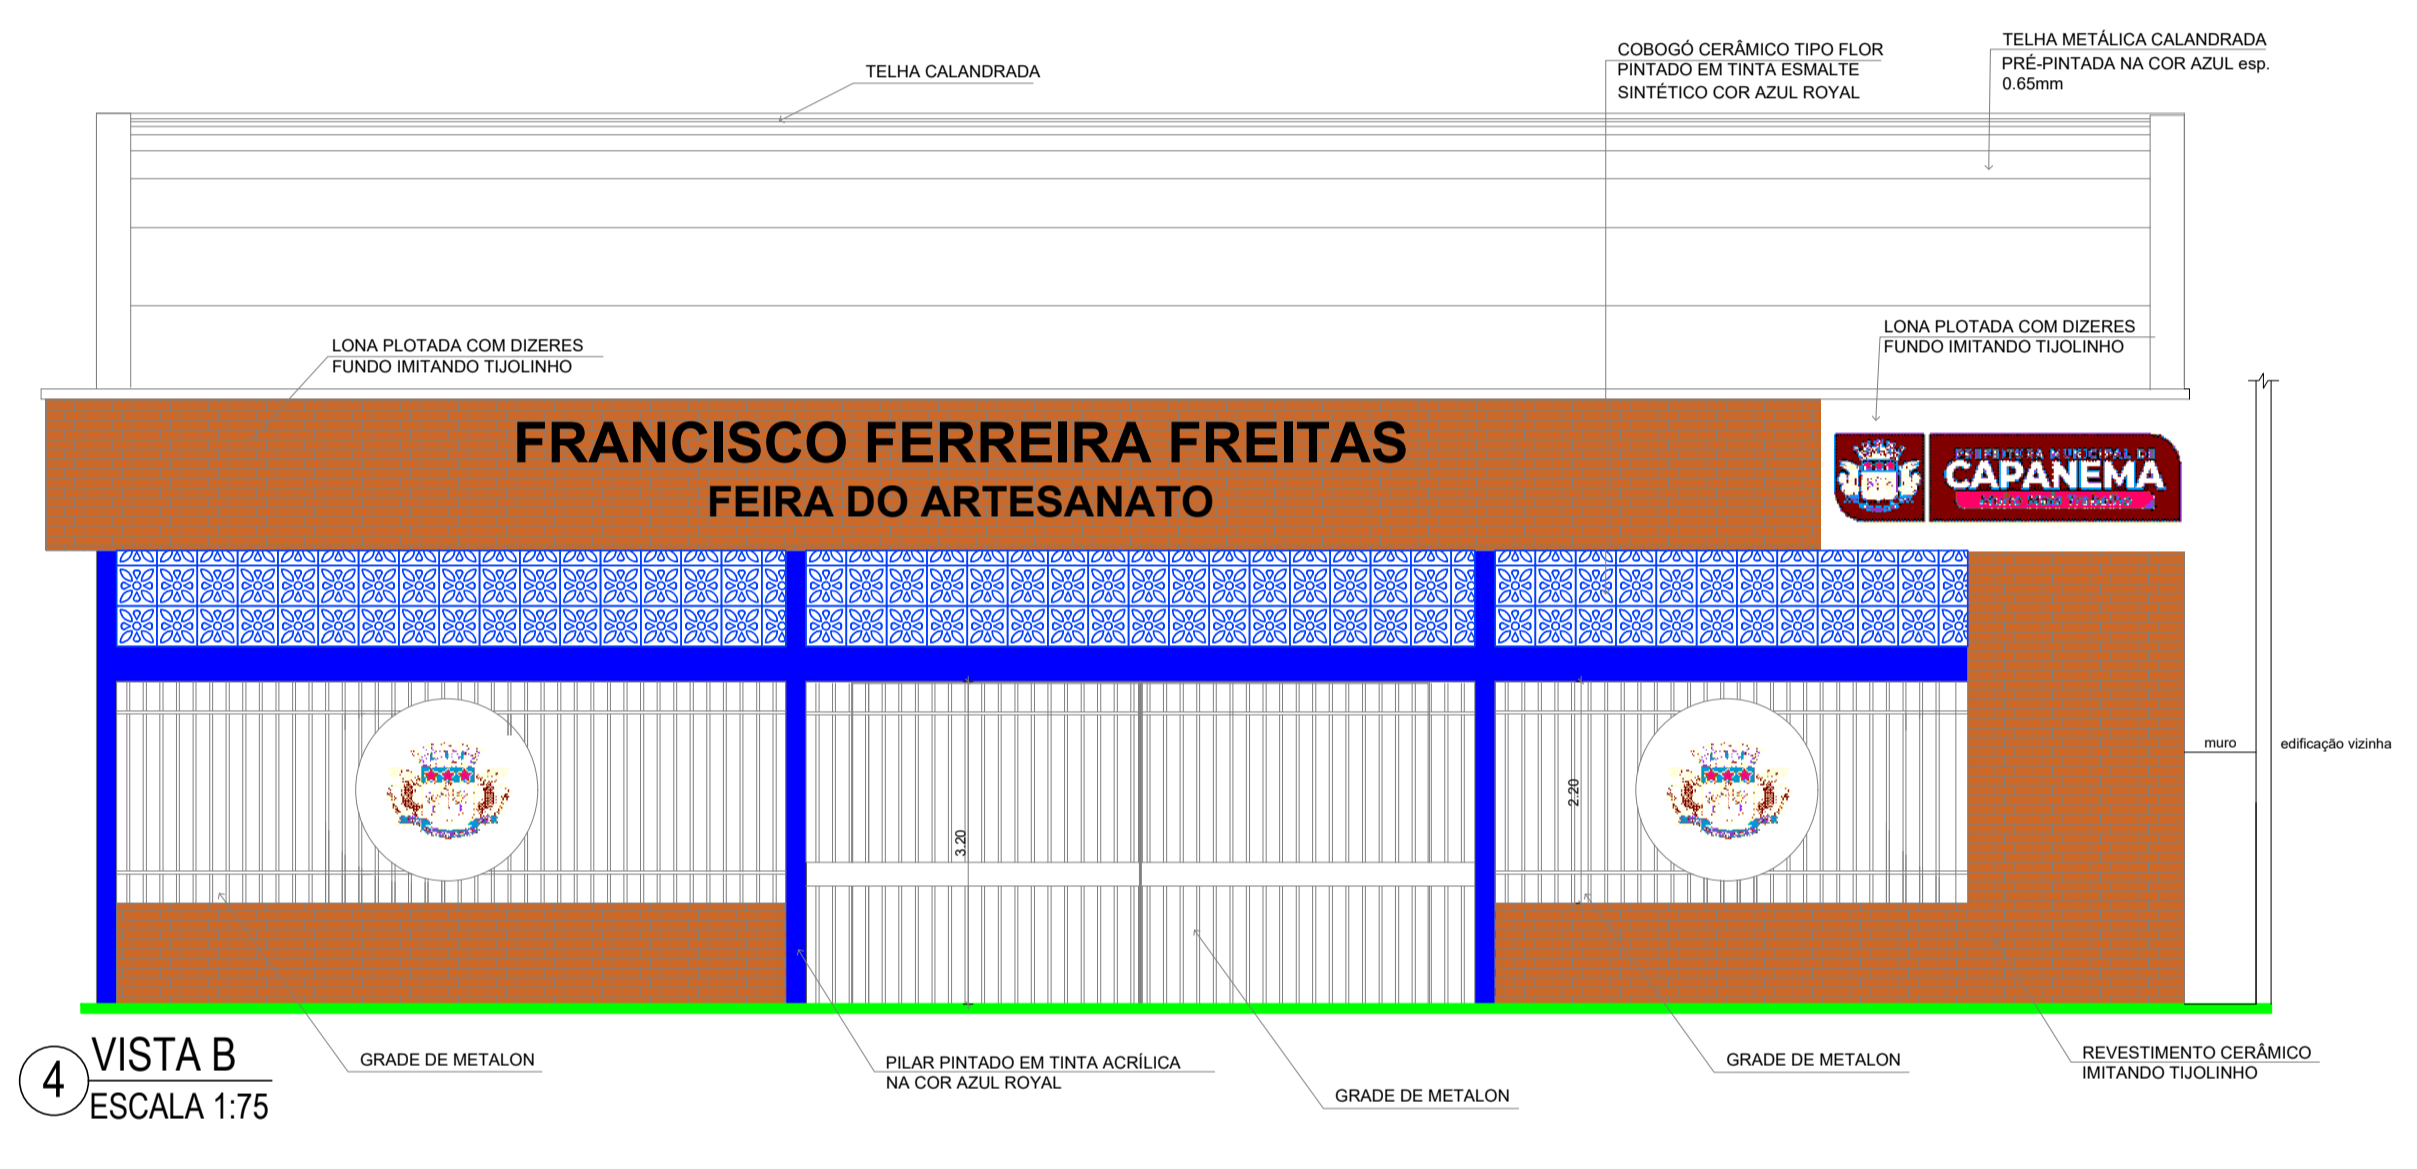 TELHA CALANDRADA
COBOGÓ CERÂMICO TIPO FLOR
PINTADO EM TINTA ESMALTE
SINTÉTICO COR AZUL ROYAL
TELHA METÁLICA CALANDRADA
PRÉ-PINTADA NA COR AZUL esp.
0.65mm
LONA PLOTADA COM DIZERES
FUNDO IMITANDO TIJOLINHO
LONA PLOTADA COM DIZERES
FUNDO IMITANDO TIJOLINHO
FRANCISCO FERREIRA FREITAS
FEIRA DO ARTESANATO
PREFEITURA MUNICIPAL DE
CAPANEMA
muro
edificação vizinha
2.20
3.20
GRADE DE METALON
PILAR PINTADO EM TINTA ACRÍLICA
NA COR AZUL ROYAL
GRADE DE METALON
GRADE DE METALON
REVESTIMENTO CERÂMICO
IMITANDO TIJOLINHO
4
VISTA B
ESCALA 1:75